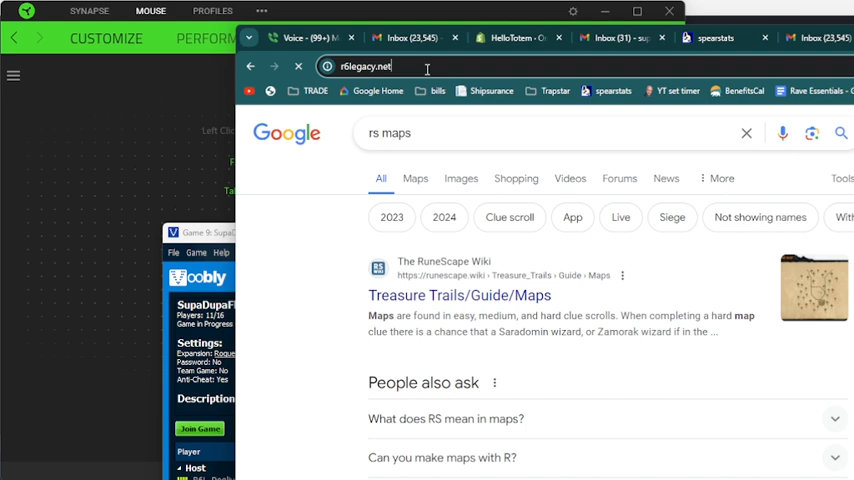 SYNAPSE MOUSE PROFILES •••
CUSTOMIZE PERFORM
Left Clic
Voice - (99+) M
Inbox (23,545) -
HelloTotem - O
Inbox (31) - sup
spearstats
Inbox (23,545)
r6legacy.net
TRADE
Google Home
bills
Shipsurance
Trapstar
spearstats
YT set timer
BenefitsCal
Rave Essentials -
Google
rs maps
All Maps Images Shopping Videos Forums News More Tools
2023 2024 Clue scroll App Live Siege Not showing names With
RS
WIKI
The RuneScape Wiki
https://runescape.wiki › Treasure_Trails › Guide › Maps
Treasure Trails/Guide/Maps
Maps are found in easy, medium, and hard clue scrolls. When completing a hard map
clue there is a chance that a Saradomin wizard, or Zamorak wizard if in the ...
People also ask
What does RS mean in maps?
Can you make maps with R?
Game 9: SupaD
File Game Help
Voobly
SupaDupaF
Players: 11/16
Game in Progress
Settings:
Expansion: Rogue
Password: No
Team Game: No
Anti-Cheat: Yes
Description
Join Game
Player
Host